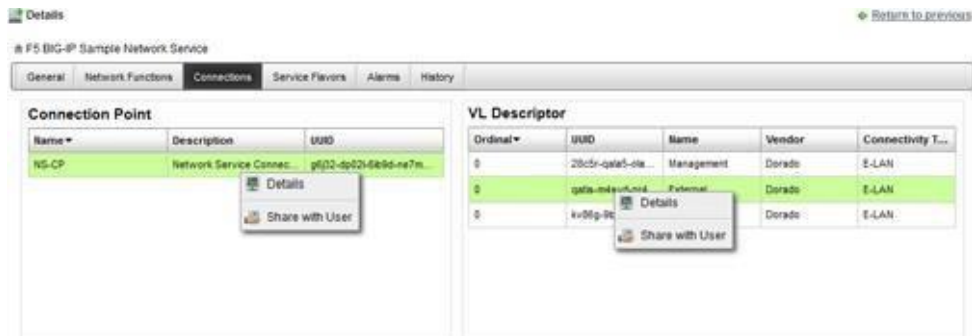 Details
Return to previous
F5 BIG-IP Sample Network Service
General Network Functions Connections Service Flavors Alarms History
Connection Point
Name Description UUID
NS-CP Network Service Connec...
Details
Share with User
VL Descriptor
Ordinal UUID Name Vendor Connectivity T...
0 Management Dorado E-LAN
0 External Dorado E-LAN
0 Dorado E-LAN
Details
Share with User